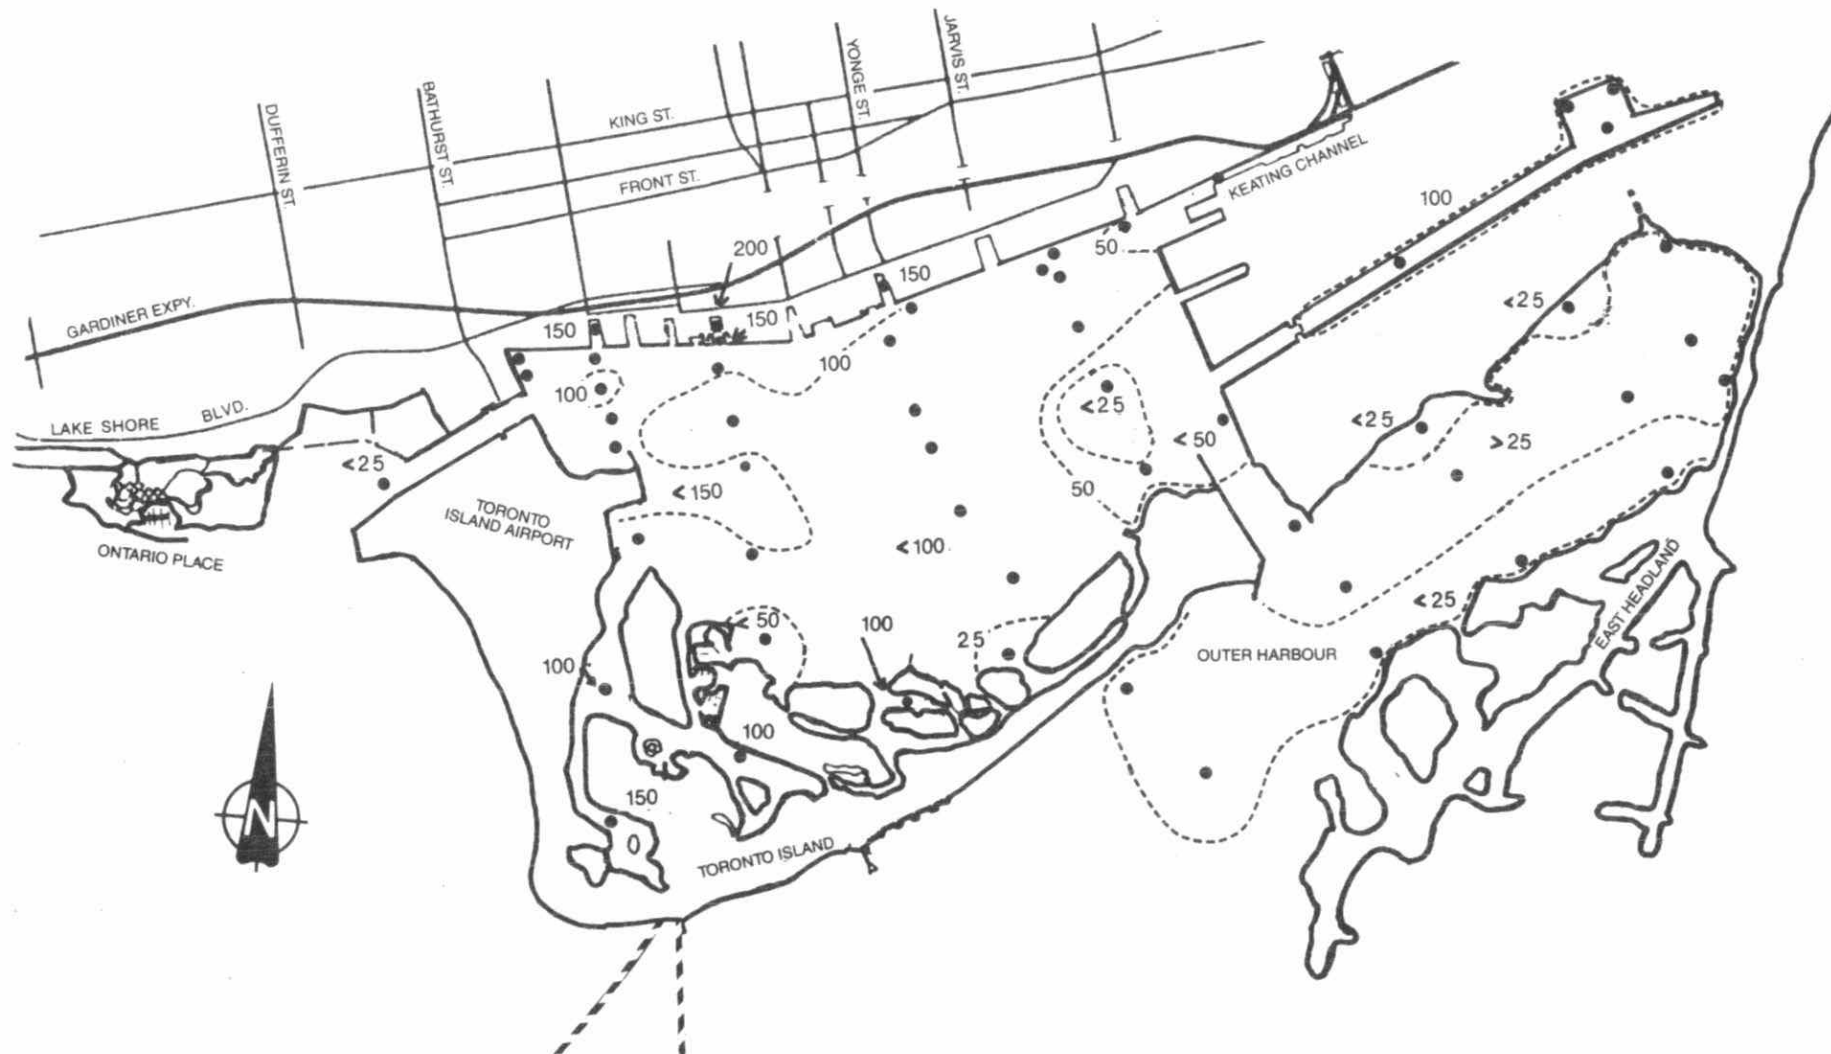 JARVIS ST.
YONGE ST.
BATHURST ST.
DUFFERIN ST.
KING ST.
FRONT ST.
KEATING CHANNEL
100
200
50
150
<25
GARDINER EXPY.
150
150
100
100
<25
<25
>25
LAKE SHORE BLVD.
<50
<25
50
<150
TORONTO
ISLAND AIRPORT
ONTARIO PLACE
<100
<25
EAST HEADLAND
<50
100
25
OUTER HARBOUR
100
100
150
N
TORONTO ISLAND